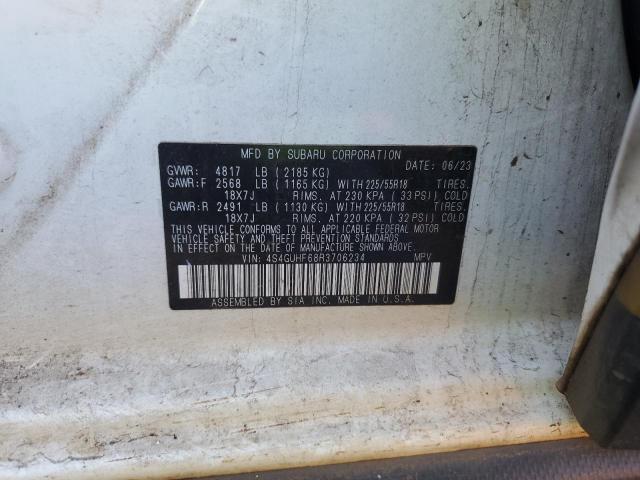 MFD BY SUBARU CORPORATION DATE: 06/23
GVWR: 4817 LB (2185 KG)
GAWR:F 2568 LB (1165 KG) WITH 225/55R18 TIRES.
18X7J RIMS. AT 230 KPA ( 33 PSI) COLD
GAWR:R 2491 LB (1130 KG) WITH 225/55R18 TIRES.
18X7J RIMS. AT 220 KPA ( 32 PSI) COLD
THIS VEHICLE CONFORMS TO ALL APPLICABLE FEDERAL MOTOR
VEHICLE SAFETY AND THEFT PREVENTION STANDARDS
IN EFFECT ON THE DATE OF MANUFACTURE SHOWN ABOVE.
VIN: 4S4GUHF68R3706234 MPV
ASSEMBLED BY SIA INC. MADE IN U.S.A.